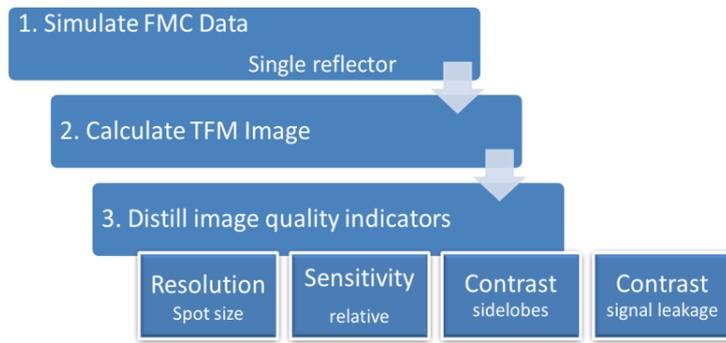 1. Simulate FMC Data
Single reflector
2. Calculate TFM Image
3. Distill image quality indicators
Resolution
Spot size
Sensitivity
relative
Contrast
sidelobes
Contrast
signal leakage